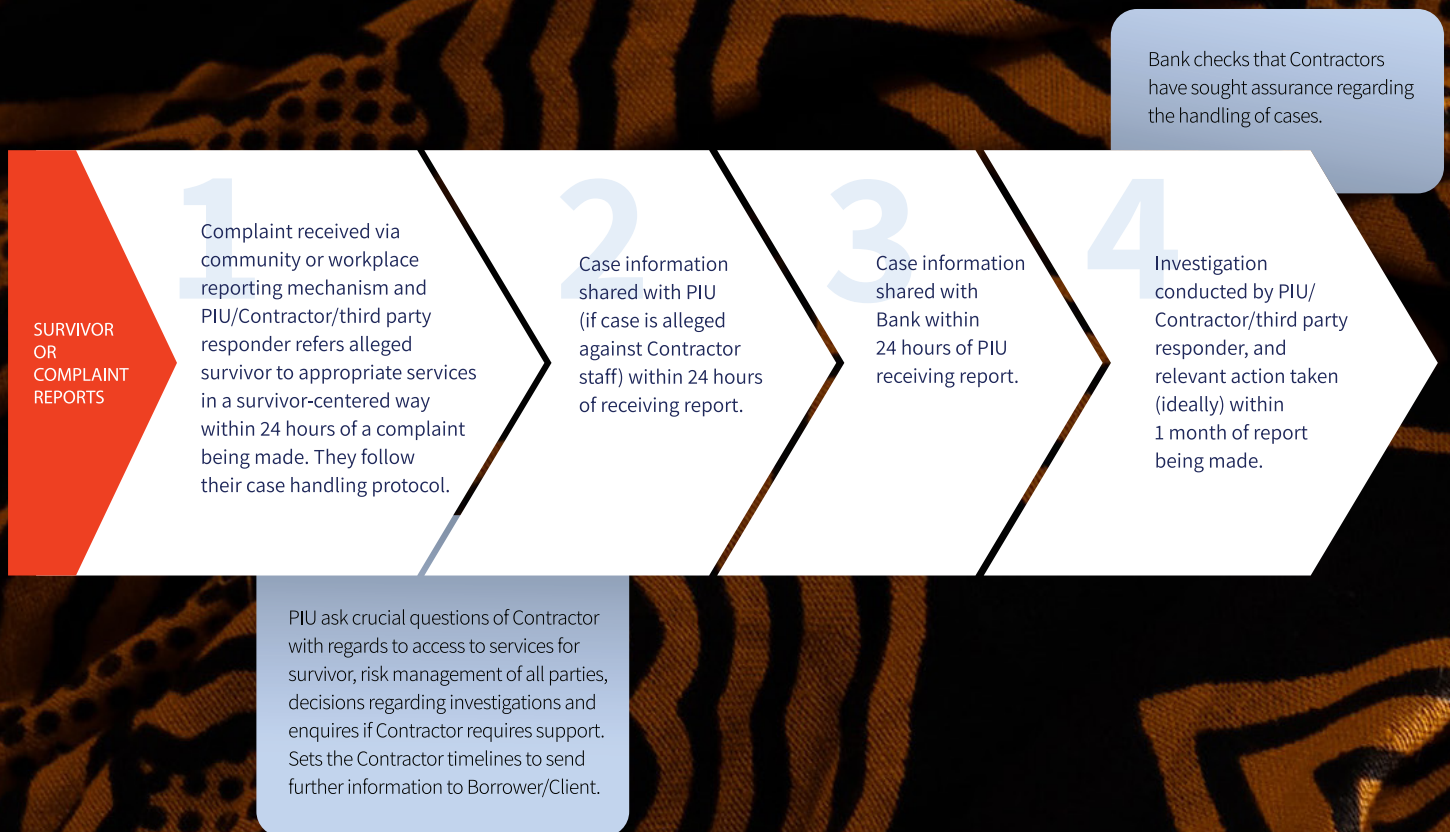 Bank checks that Contractors
have sought assurance regarding
the handling of cases.
SURVIVOR
OR
COMPLAINT
REPORTS
1
Complaint received via
community or workplace
reporting mechanism and
PIU/Contractor/third party
responder refers alleged
survivor to appropriate services
in a survivor-centered way
within 24 hours of a complaint
being made. They follow
their case handling protocol.
2
Case information
shared with PIU
(if case is alleged
against Contractor
staff) within 24 hours
of receiving report.
3
Case information
shared with
Bank within
24 hours of PIU
receiving report.
4
Investigation
conducted by PIU/
Contractor/third party
responder, and
relevant action taken
(ideally) within
1 month of report
being made.
PIU ask crucial questions of Contractor
with regards to access to services for
survivor, risk management of all parties,
decisions regarding investigations and
enquires if Contractor requires support.
Sets the Contractor timelines to send
further information to Borrower/Client.